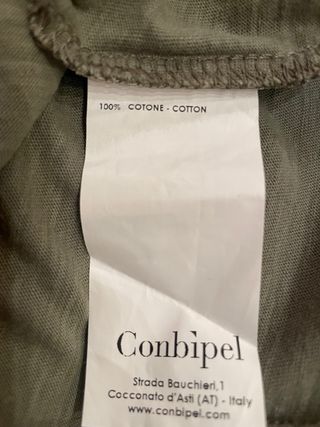 100% COTONE - COTTON
Conbipel
Strada Bauchieri,1
Cocconato d'Asti (AT) - Italy
www.conbipel.com